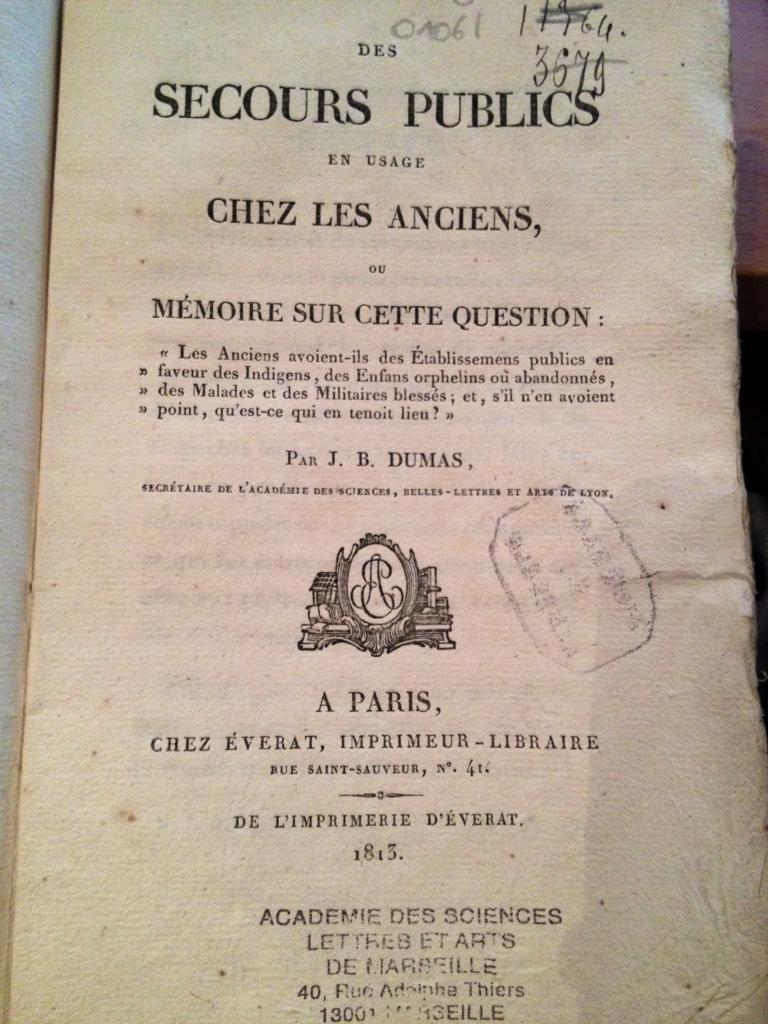 01061
3679
DES
SECOURS PUBLICS
EN USAGE
CHEZ LES ANCIENS,
OU
MÉMOIRE SUR CETTE QUESTION :
« Les Anciens avoient-ils des Établissemens publics en
» faveur des Indigens, des Enfans orphelins où abandonnés,
» des Malades et des Militaires blessés; et, s'il n'en avoient
» point, qu'est-ce qui en tenoit lieu? »
PAR J. B. DUMAS,
SECRÉTAIRE DE L'ACADÉMIE DES SCIENCES, BELLES-LETTRES ET ARTS DE LYON.
A PARIS,
CHEZ ÉVERAT, IMPRIMEUR-LIBRAIRE
RUE SAINT-SAUVEUR, N°. 41.
DE L'IMPRIMERIE D'ÉVERAT.
1813.
ACADEMIE DES SCIENCES
LETTRES ET ARTS
DE MARSEILLE
40, Rue Adolphe Thiers
13001 MARSEILLE